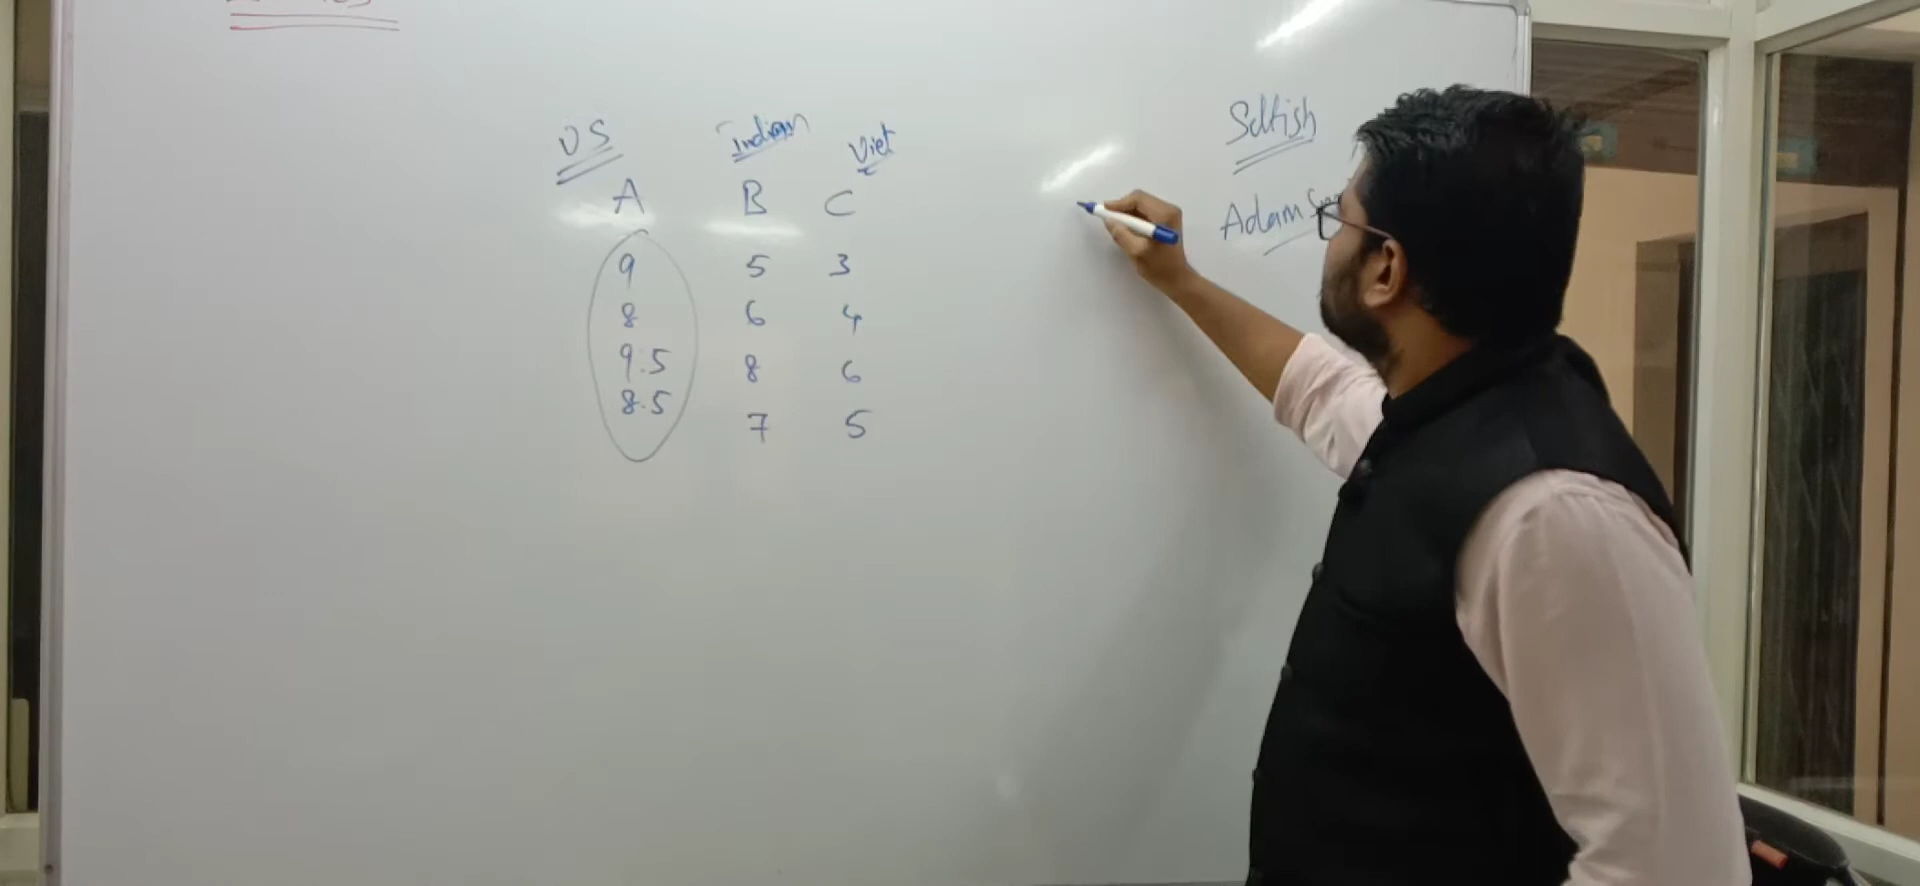 US Indian Viet
A B C
9 5 3
8 6 4
9.5 8 6
8.5 7 5
Selfish
Adam